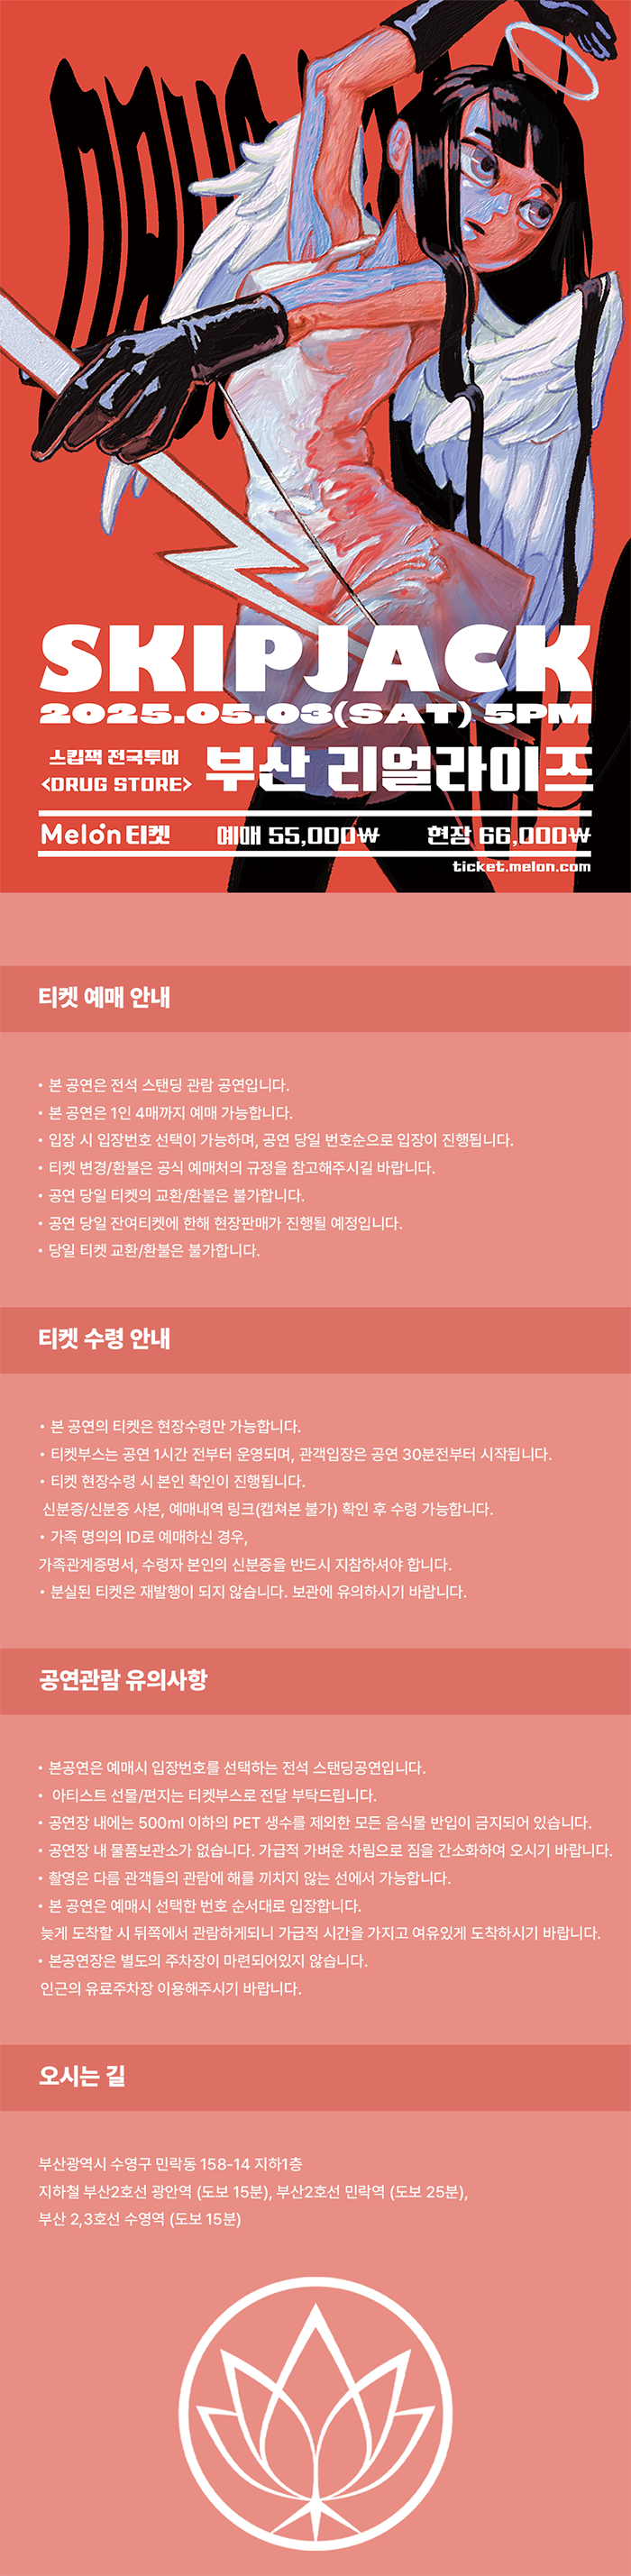 SKIPJACK
2025.05.03(SAT) 5PM
스킵잭 전국투어
<DRUG STORE>
부산 리얼라이즈
Melon티켓 예매 55,000₩ 현장 66,000₩
ticket.melon.com
티켓 예매 안내
• 본 공연은 전석 스탠딩 관람 공연입니다.
• 본 공연은 1인 4매까지 예매 가능합니다.
• 입장 시 입장번호 선택이 가능하며, 공연 당일 번호순으로 입장이 진행됩니다.
• 티켓 변경/환불은 공식 예매처의 규정을 참고해주시길 바랍니다.
• 공연 당일 티켓의 교환/환불은 불가합니다.
• 공연 당일 잔여티켓에 한해 현장판매가 진행될 예정입니다.
• 당일 티켓 교환/환불은 불가합니다.
티켓 수령 안내
• 본 공연의 티켓은 현장수령만 가능합니다.
• 티켓부스는 공연 1시간 전부터 운영되며, 관객입장은 공연 30분전부터 시작됩니다.
• 티켓 현장수령 시 본인 확인이 진행됩니다.
신분증/신분증 사본, 예매내역 링크(캡쳐본 불가) 확인 후 수령 가능합니다.
• 가족 명의의 ID로 예매하신 경우,
가족관계증명서, 수령자 본인의 신분증을 반드시 지참하셔야 합니다.
• 분실된 티켓은 재발행이 되지 않습니다. 보관에 유의하시기 바랍니다.
공연관람 유의사항
• 본공연은 예매시 입장번호를 선택하는 전석 스탠딩공연입니다.
• 아티스트 선물/편지는 티켓부스로 전달 부탁드립니다.
• 공연장 내에는 500ml 이하의 PET 생수를 제외한 모든 음식물 반입이 금지되어 있습니다.
• 공연장 내 물품보관소가 없습니다. 가급적 가벼운 차림으로 짐을 간소화하여 오시기 바랍니다.
• 촬영은 다름 관객들의 관람에 해를 끼치지 않는 선에서 가능합니다.
• 본 공연은 예매시 선택한 번호 순서대로 입장합니다.
늦게 도착할 시 뒤쪽에서 관람하게되니 가급적 시간을 가지고 여유있게 도착하시기 바랍니다.
• 본공연장은 별도의 주차장이 마련되어있지 않습니다.
인근의 유료주차장 이용해주시기 바랍니다.
오시는 길
부산광역시 수영구 민락동 158-14 지하1층
지하철 부산2호선 광안역 (도보 15분), 부산2호선 민락역 (도보 25분),
부산 2,3호선 수영역 (도보 15분)